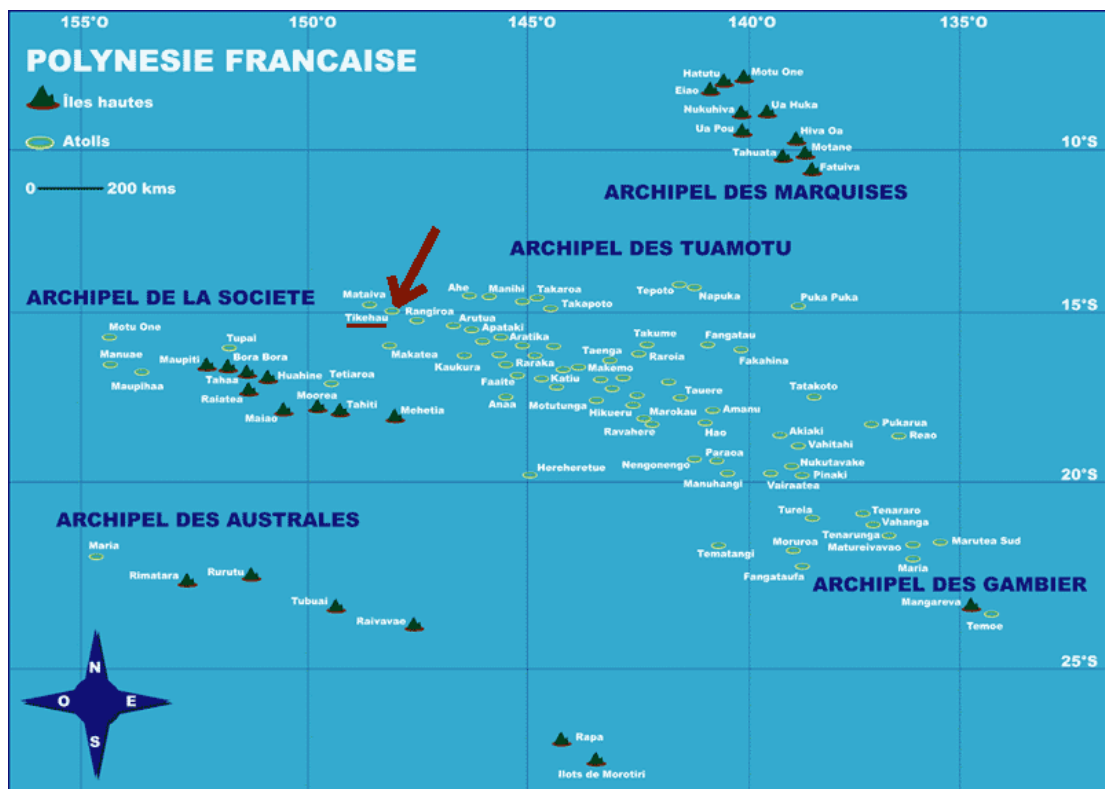 155°O 150°O 145°O 140°O 135°O
POLYNESIE FRANCAISE
Îles hautes
Atolls
0 200 kms
Hatutu
Motu One
Eiao
Nukuhiva
Ua Huka
Ua Pou
Hiva Oa
Motane
Tahuata
Fatuiva
10°S
ARCHIPEL DES MARQUISES
ARCHIPEL DES TUAMOTU
ARCHIPEL DE LA SOCIETE
Mataiva
Tikehau
Rangiroa
Ahe
Manihi
Takaroa
Takapoto
Tepoto
Napuka
Puka Puka
15°S
Arutua
Apataki
Aratika
Makatea
Kaukura
Raraka
Faaite
Katiu
Anaa
Taenga
Makemo
Takume
Raroia
Fangatau
Fakahina
Motutunga
Hikueru
Marokau
Ravahere
Tauere
Amanu
Hao
Tatakoto
Pukarua
Reao
Akiaki
Vahitahi
Nukutavake
Pinaki
Vairaatea
Paraoa
Nengonengo
Manuhangi
Hereheretue
Motu One
Manuae
Maupihaa
Tupai
Maupiti
Bora Bora
Tahaa
Huahine
Raiatea
Tetiaroa
Moorea
Maiao
Tahiti
Mehetia
20°S
ARCHIPEL DES AUSTRALES
Maria
Rimatara
Rurutu
Tubuai
Raivavae
Tureia
Tematangi
Moruroa
Fangataufa
Tenararo
Vahanga
Tenarunga
Matureivavao
Maria
Marutea Sud
ARCHIPEL DES GAMBIER
Mangareva
Temoe
25°S
N
O E
S
Rapa
Ilots de Morotiri